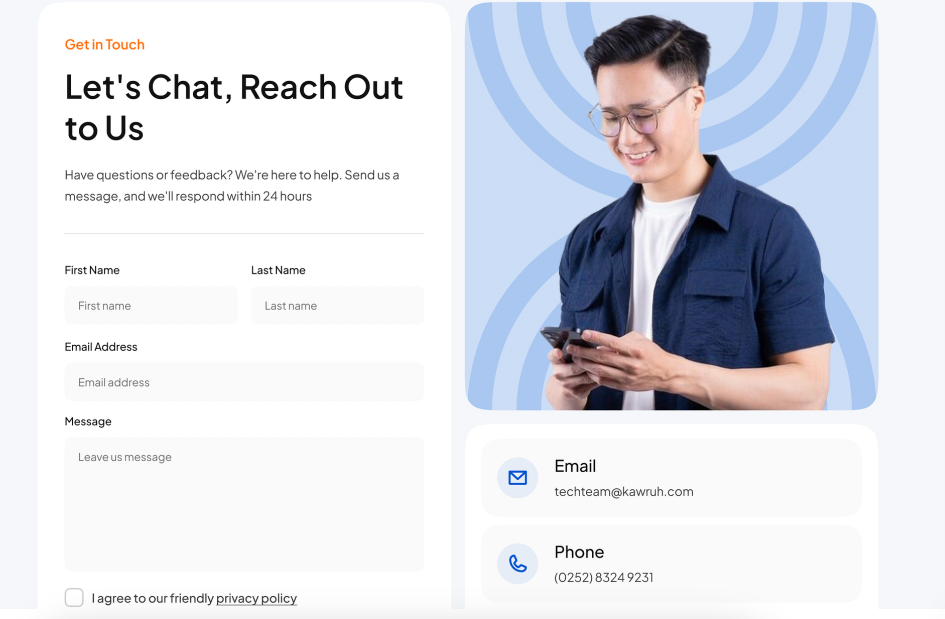 Get in Touch
Let's Chat, Reach Out
to Us
Have questions or feedback? We're here to help. Send us a
message, and we'll respond within 24 hours
First Name
Last Name
First name
Last name
Email Address
Email address
Message
Leave us message
I agree to our friendly privacy policy
Email
techteam@kawruh.com
Phone
(0252) 8324 9231